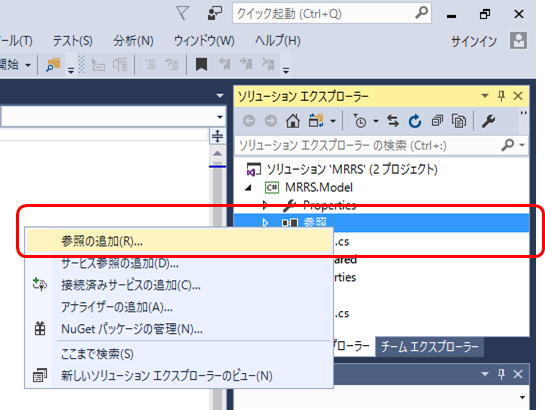 クイック起動 (Ctrl+Q)
ール(T) テスト(S) 分析(N) ウィンドウ(W) ヘルプ(H) サインイン
開始
ソリューション エクスプローラー
ソリューション エクスプローラー の検索 (Ctrl+:)
ソリューション 'MRRS' (2 プロジェクト)
C# MRRS.Model
Properties
参照
参照の追加(R)...
.cs
サービス参照の追加(D)...
ared
接続済みサービスの追加(C)...
erties
アナライザーの追加(A)...
NuGet パッケージの管理(N)...
.cs
ここまで検索(S)
プローラー チーム エクスプローラー
新しいソリューション エクスプローラーのビュー(N)